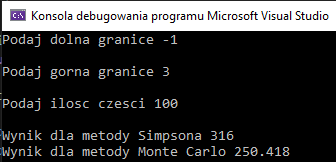 Konsola debugowania programu Microsoft Visual Studio
Podaj dolna granice -1
Podaj gorna granice 3
Podaj ilosc czesci 100
Wynik dla metody Simpsona 316
Wynik dla metody Monte Carlo 250.418